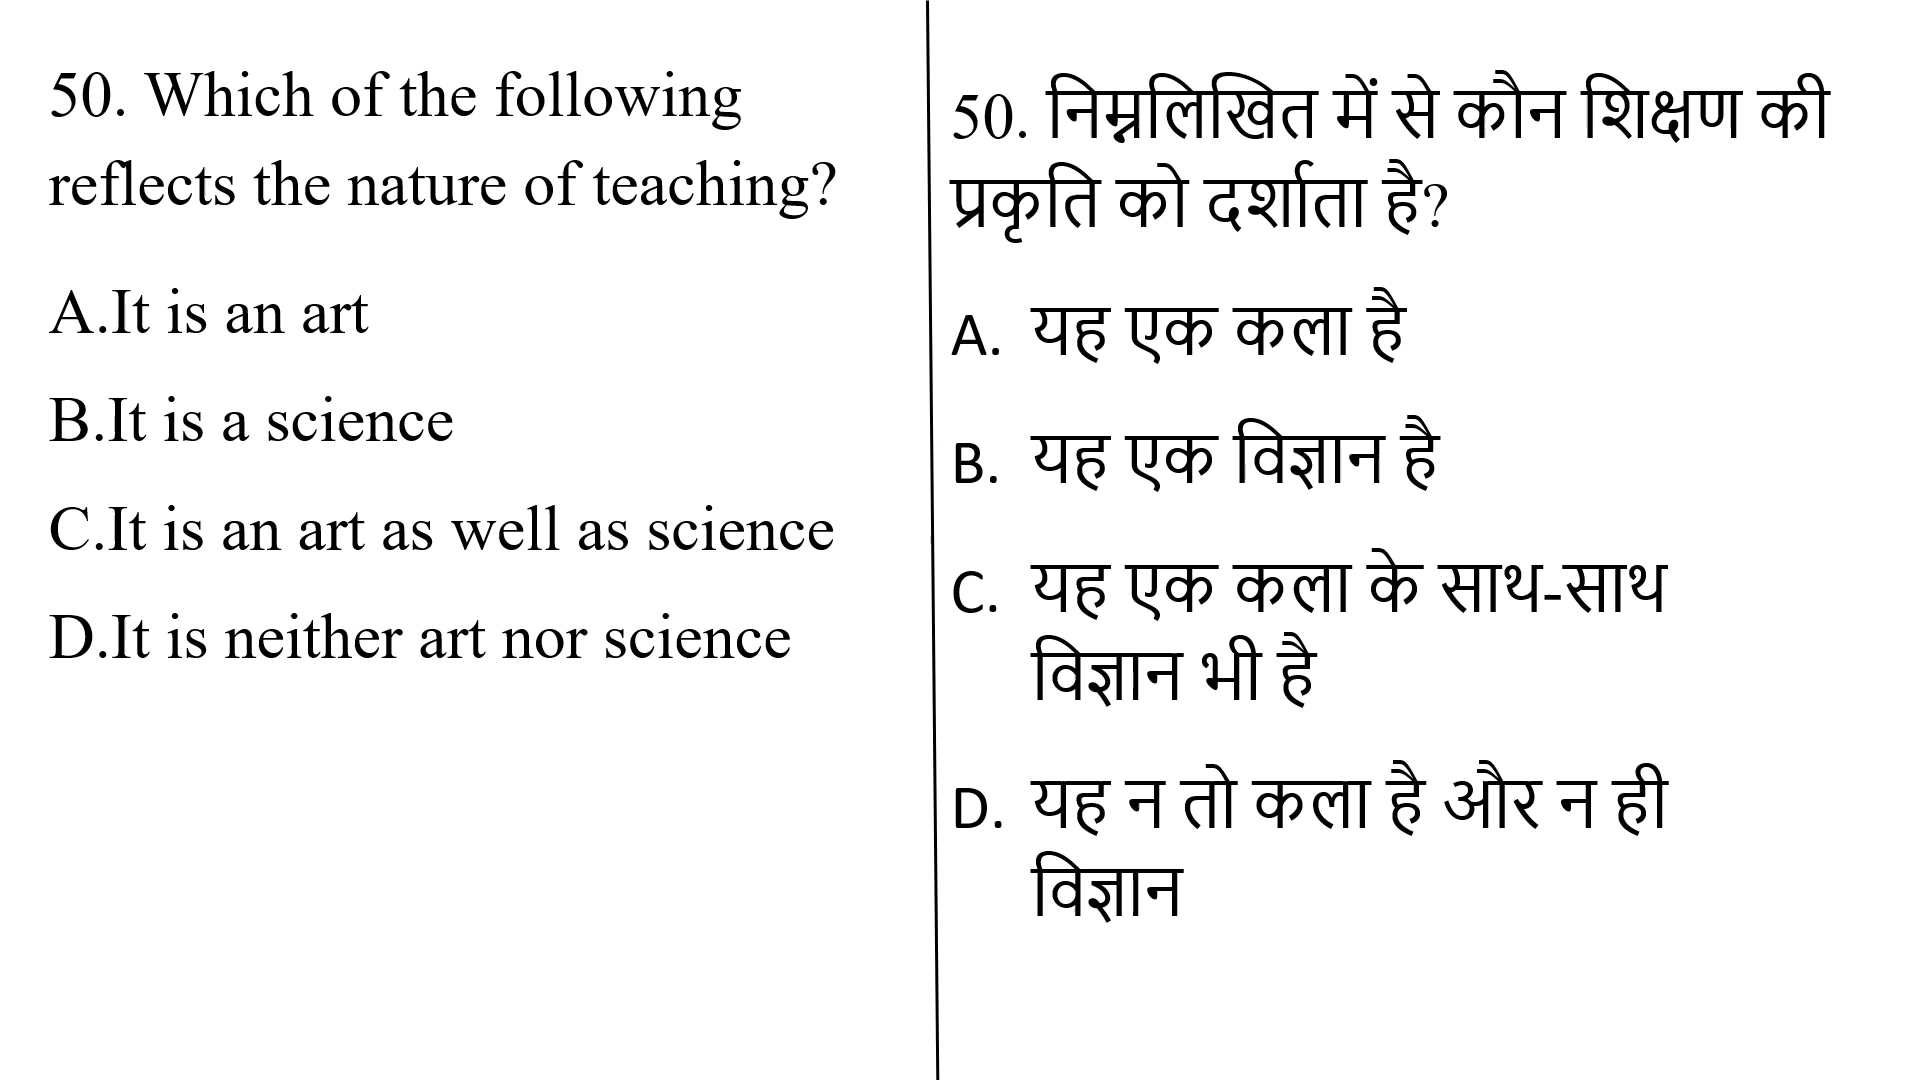 50. Which of the following
reflects the nature of teaching?
A.It is an art
B.It is a science
C.It is an art as well as science
D.It is neither art nor science
50. निम्नलिखित में से कौन शिक्षण की
प्रकृति को दर्शाता है?
A. यह एक कला है
B. यह एक विज्ञान है
C. यह एक कला के साथ-साथ
विज्ञान भी है
D. यह न तो कला है और न ही
विज्ञान